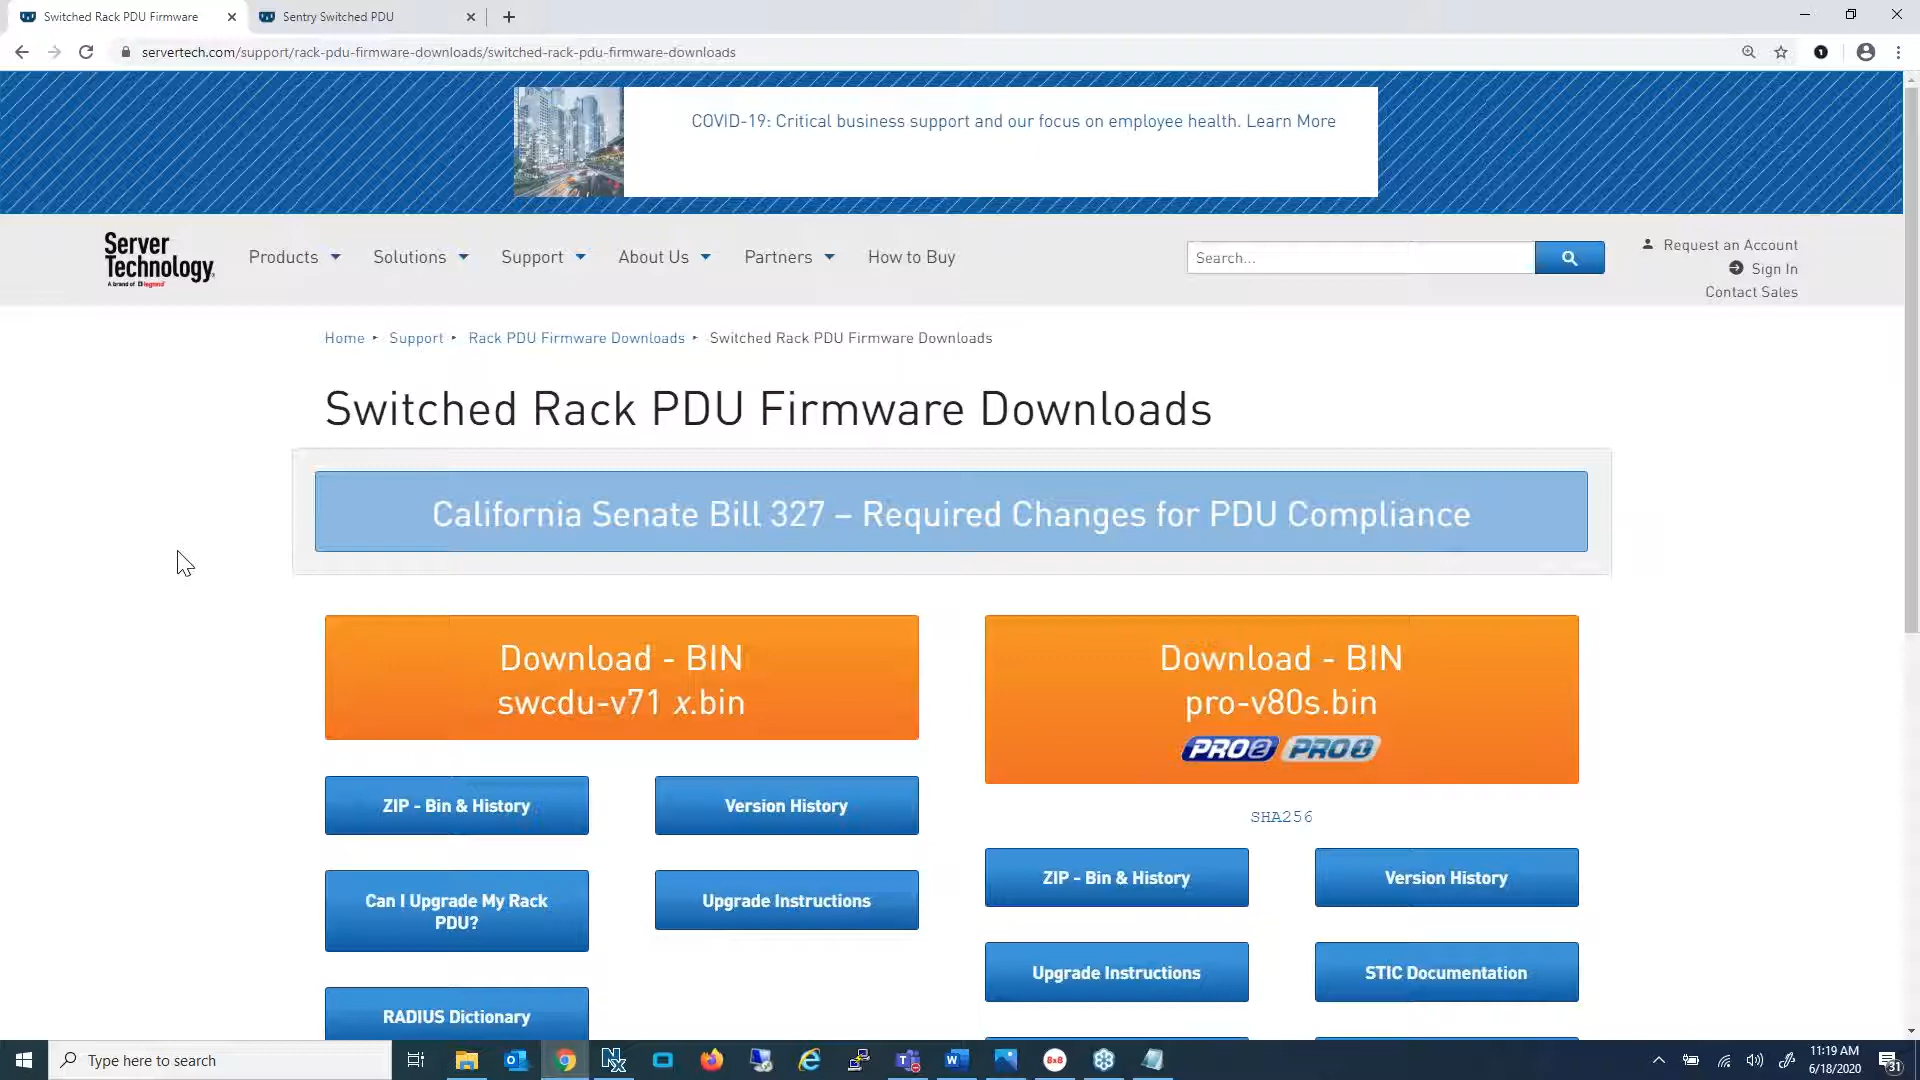 Switched Rack PDU Firmware
Sentry Switched PDU
servertech.com/support/rack-pdu-firmware-downloads/switched-rack-pdu-firmware-downloads
COVID-19: Critical business support and our focus on employee health. Learn More
Server
Technology
A brand of legrand
Products
Solutions
Support
About Us
Partners
How to Buy
Search...
Request an Account
Sign In
Contact Sales
Home
Support
Rack PDU Firmware Downloads
Switched Rack PDU Firmware Downloads
Switched Rack PDU Firmware Downloads
California Senate Bill 327 – Required Changes for PDU Compliance
Download - BIN
swcdu-v71 x.bin
ZIP - Bin & History
Version History
Can I Upgrade My Rack
PDU?
Upgrade Instructions
RADIUS Dictionary
Download - BIN
pro-v80s.bin
PRO2 PRO1
SHA256
ZIP - Bin & History
Version History
Upgrade Instructions
STIC Documentation
Type here to search
8x8
11:19 AM
6/18/2020
31